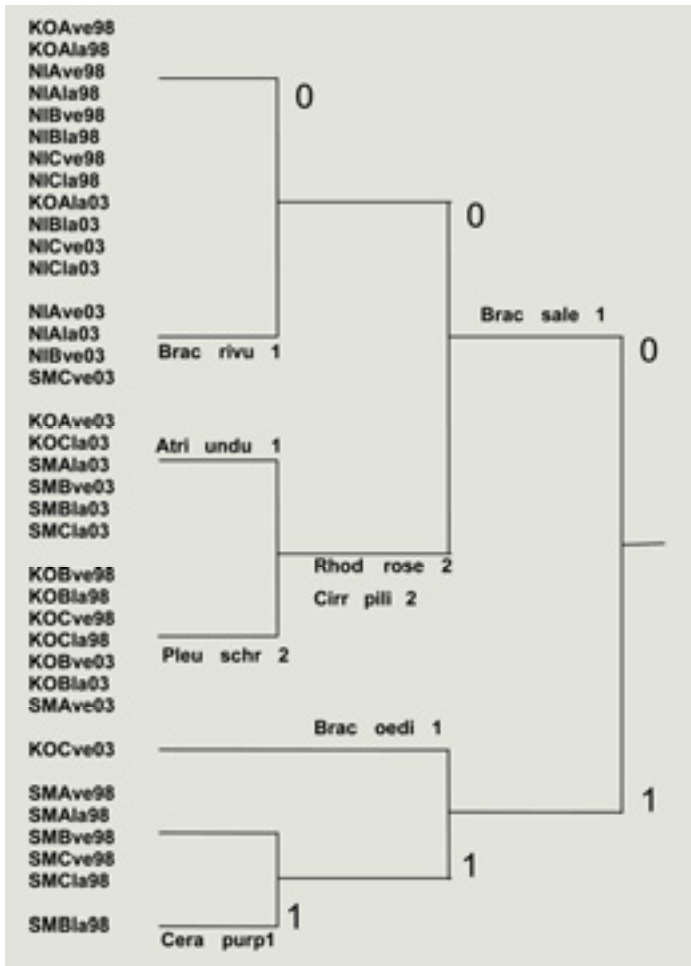 KOAve98
KOAla98
NIAve98
NIAla98
0
NIBve98
NIBla98
NICve98
NICla98
KOAla03
0
NIBla03
NICve03
NICla03
NIAve03
Brac sale 1
NIAla03
NIBve03
Brac rivu 1
0
SMCve03
KOAve03
KOCla03
Atri undu 1
SMAla03
SMBve03
SMBla03
SMCla03
KOBve98
Rhod rose 2
KOBla98
Cirr pili 2
KOCve98
KOCla98
KOBve03
Pleu schr 2
KOBla03
SMAve03
Brac oedi 1
KOCve03
SMAve98
1
SMAla98
SMBve98
SMCve98
1
SMCla98
SMBla98
1
Cera purp1